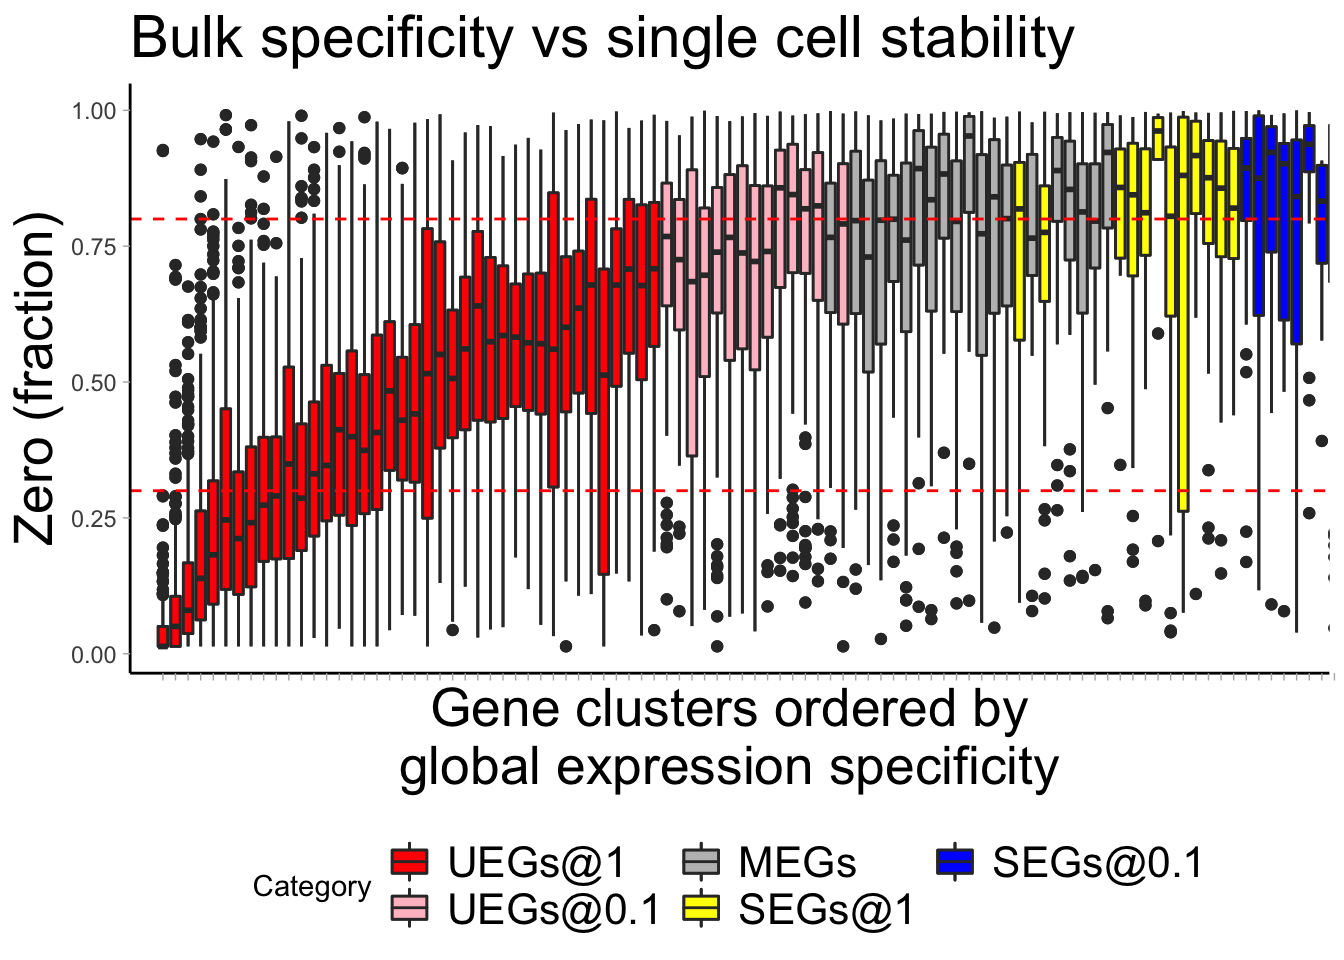 Bulk specificity vs single cell stability
Zero (fraction)
1.00
0.75
0.50
0.25
0.00
Gene clusters ordered by
global expression specificity
Category
UEGs@1
MEGs
SEGs@0.1
UEGs@0.1
SEGs@1